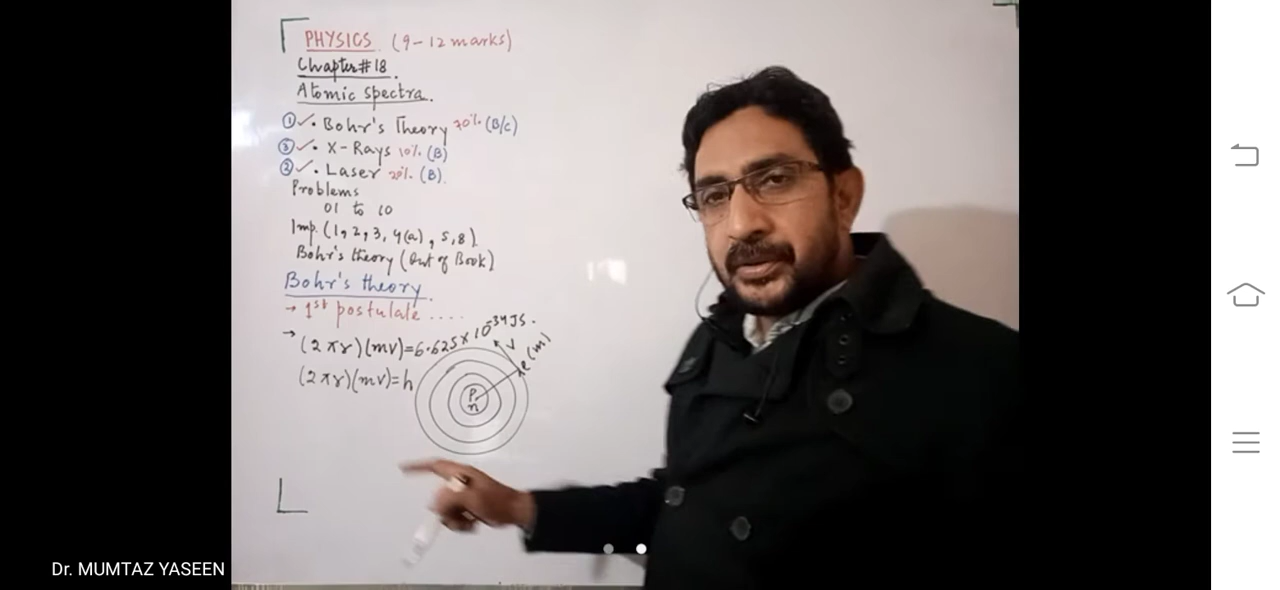 PHYSICS (9-12 marks)
Chapter#18.
Atomic spectra.
① ✓. Bohr's Theory 70% (B/C)
③ ✓. X-Rays 10% (B)
② ✓. Laser 20% (B).
Problems
01 to 10
Imp. (1, 2, 3, 4(a), 5, 8).
Bohr's theory (Out of Book)
Bohr's theory.
→ 1st postulate ....
→ (2πr)(mv)=6.625×10⁻³⁴JS.
(2πr)(mv)=h
V
e(m)
P
n
Dr. MUMTAZ YASEEN